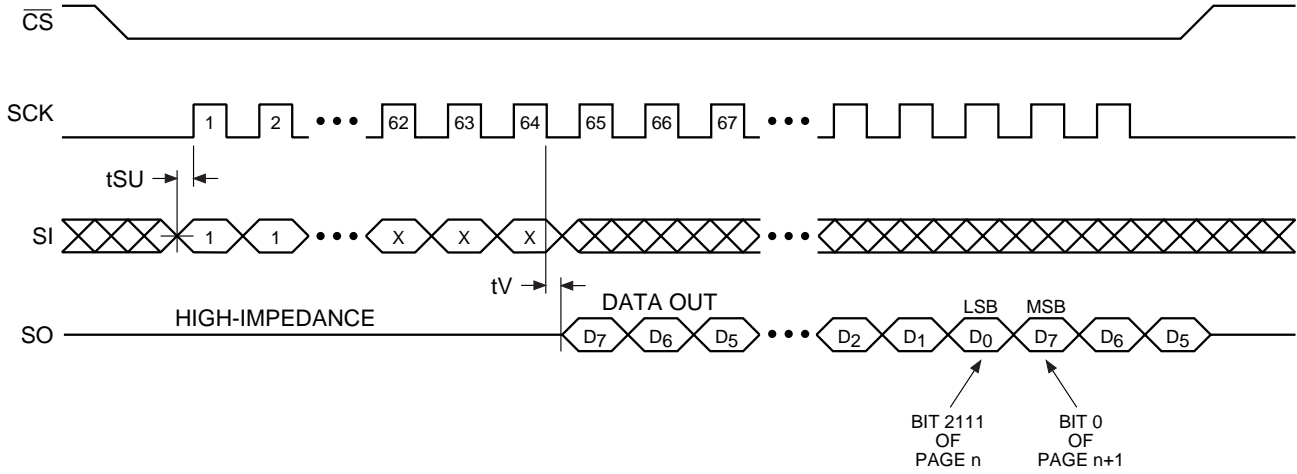 CS
SCK 1 2 ••• 62 63 64 65 66 67 •••
tSU
SI 1 1 ••• X X X •••
tV
DATA OUT
HIGH-IMPEDANCE
LSB MSB
SO D7 D6 D5 ••• D2 D1 D0 D7 D6 D5
BIT 2111
OF
PAGE n
BIT 0
OF
PAGE n+1